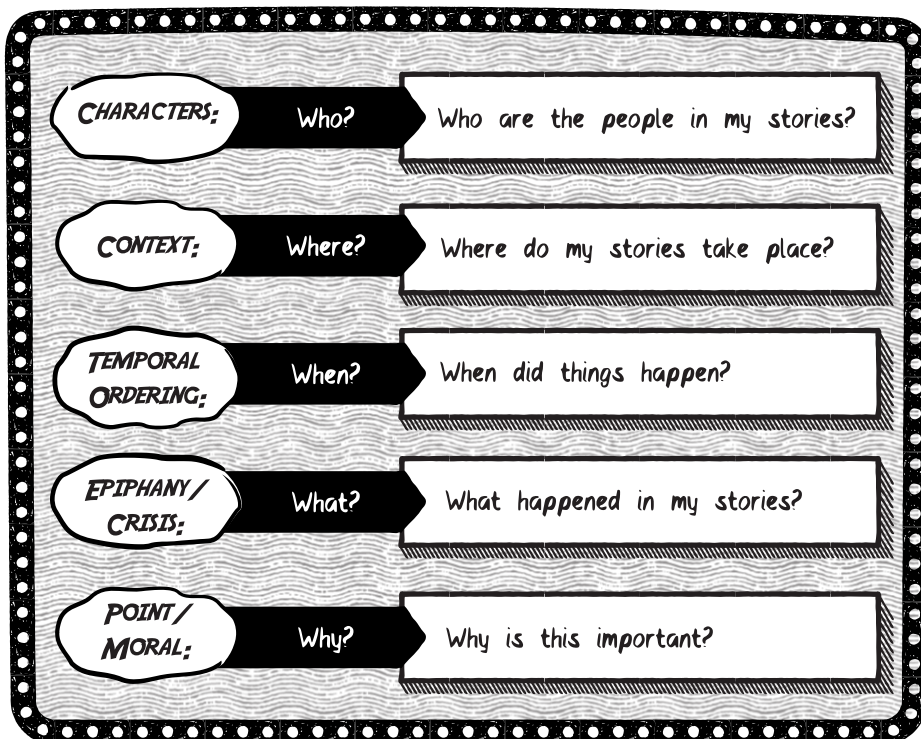 CHARACTERS:
Who?
Who are the people in my stories?
CONTEXT:
Where?
Where do my stories take place?
TEMPORAL
ORDERING:
When?
When did things happen?
EPIPHANY/
CRISIS:
What?
What happened in my stories?
POINT/
MORAL:
Why?
Why is this important?